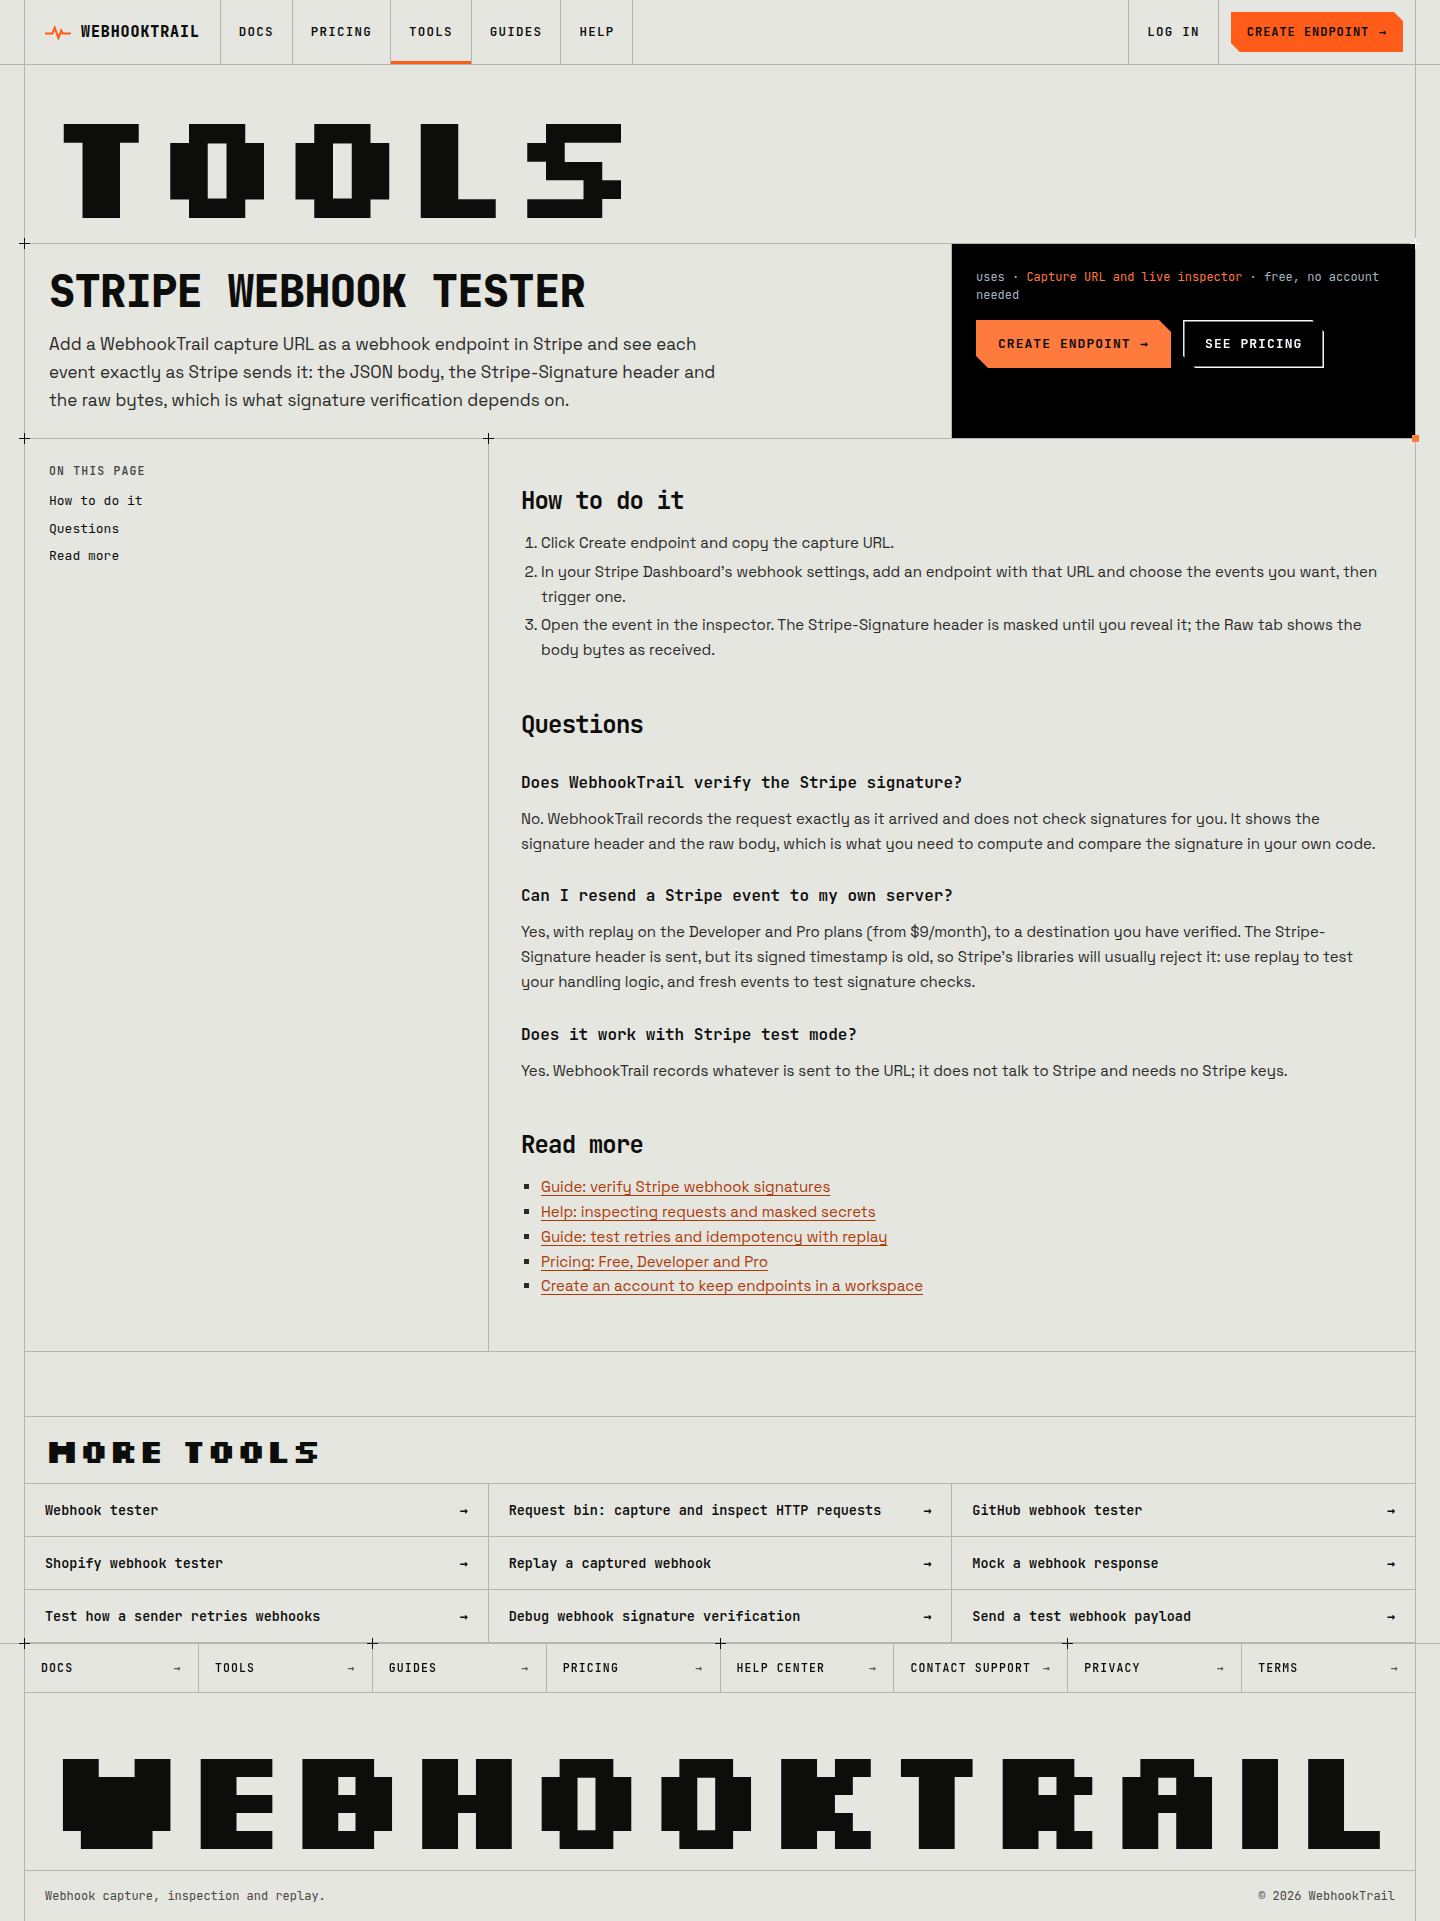 WEBHOOKTRAIL DOCS PRICING TOOLS GUIDES HELP LOG IN CREATE ENDPOINT →
TOOLS
STRIPE WEBHOOK TESTER
Add a WebhookTrail capture URL as a webhook endpoint in Stripe and see each
event exactly as Stripe sends it: the JSON body, the Stripe-Signature header and
the raw bytes, which is what signature verification depends on.
uses · Capture URL and live inspector · free, no account
needed
CREATE ENDPOINT → SEE PRICING
ON THIS PAGE
How to do it
Questions
Read more
How to do it
1. Click Create endpoint and copy the capture URL.
2. In your Stripe Dashboard's webhook settings, add an endpoint with that URL and choose the events you want, then
trigger one.
3. Open the event in the inspector. The Stripe-Signature header is masked until you reveal it; the Raw tab shows the
body bytes as received.
Questions
Does WebhookTrail verify the Stripe signature?
No. WebhookTrail records the request exactly as it arrived and does not check signatures for you. It shows the
signature header and the raw body, which is what you need to compute and compare the signature in your own code.
Can I resend a Stripe event to my own server?
Yes, with replay on the Developer and Pro plans (from $9/month), to a destination you have verified. The Stripe-
Signature header is sent, but its signed timestamp is old, so Stripe's libraries will usually reject it: use replay to test
your handling logic, and fresh events to test signature checks.
Does it work with Stripe test mode?
Yes. WebhookTrail records whatever is sent to the URL; it does not talk to Stripe and needs no Stripe keys.
Read more
▪ Guide: verify Stripe webhook signatures
▪ Help: inspecting requests and masked secrets
▪ Guide: test retries and idempotency with replay
▪ Pricing: Free, Developer and Pro
▪ Create an account to keep endpoints in a workspace
MORE TOOLS
Webhook tester → Request bin: capture and inspect HTTP requests → GitHub webhook tester →
Shopify webhook tester → Replay a captured webhook → Mock a webhook response →
Test how a sender retries webhooks → Debug webhook signature verification → Send a test webhook payload →
DOCS → TOOLS → GUIDES → PRICING → HELP CENTER → CONTACT SUPPORT → PRIVACY → TERMS →
WEBHOOKTRAIL
Webhook capture, inspection and replay. © 2026 WebhookTrail